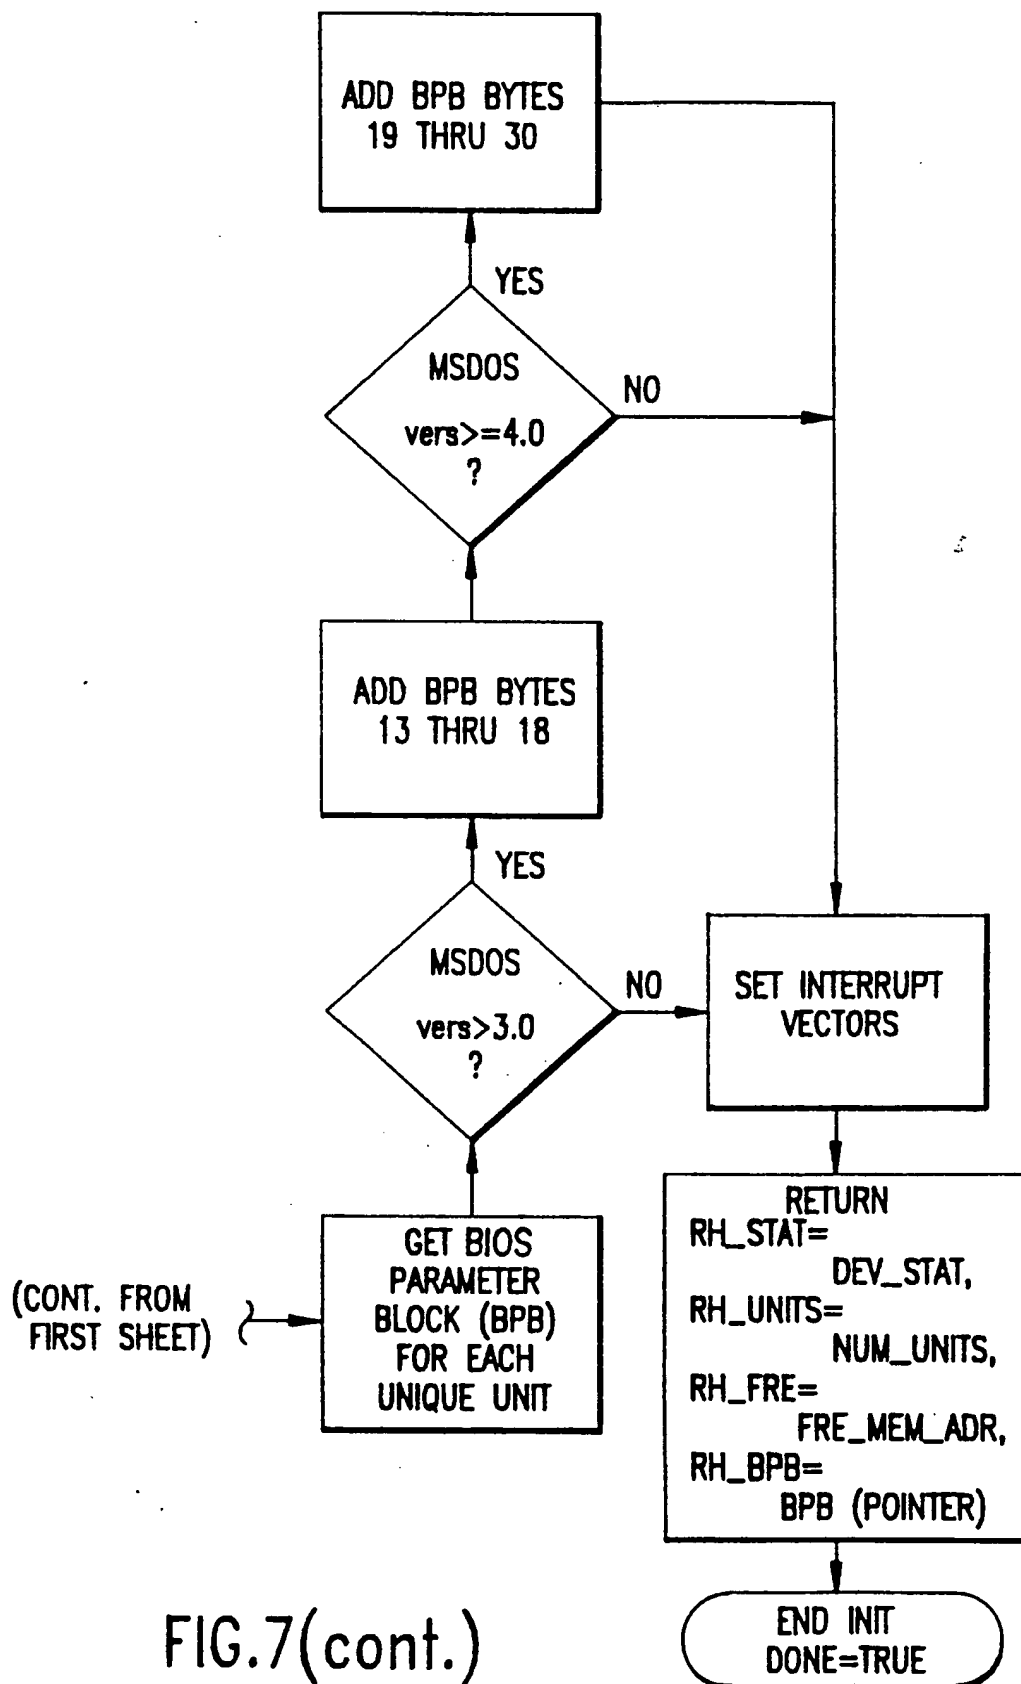 ADD BPB BYTES
19 THRU 30
YES
MSDOS
vers>=4.0
?
NO
ADD BPB BYTES
13 THRU 18
YES
MSDOS
vers>3.0
?
NO
SET INTERRUPT
VECTORS
(CONT. FROM
FIRST SHEET)
GET BIOS
PARAMETER
BLOCK (BPB)
FOR EACH
UNIQUE UNIT
RETURN
RH_STAT=
DEV_STAT,
RH_UNITS=
NUM_UNITS,
RH_FRE=
FRE_MEM_ADR,
RH_BPB=
BPB (POINTER)
END INIT
DONE=TRUE
FIG.7(cont.)